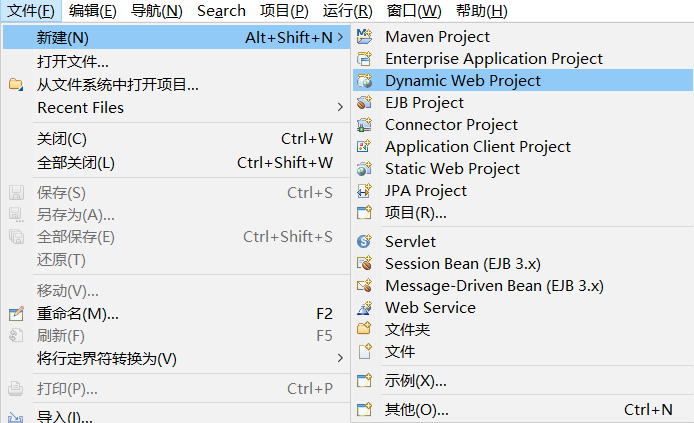 文件(F) 编辑(E) 导航(N) Search 项目(P) 运行(R) 窗口(W) 帮助(H)
新建(N) Alt+Shift+N
打开文件...
从文件系统中打开项目...
Recent Files
关闭(C) Ctrl+W
全部关闭(L) Ctrl+Shift+W
保存(S) Ctrl+S
另存为(A)...
全部保存(E) Ctrl+Shift+S
还原(T)
移动(V)...
重命名(M)... F2
刷新(F) F5
将行定界符转换为(V)
打印(P)... Ctrl+P
导入(I)...
Maven Project
Enterprise Application Project
Dynamic Web Project
EJB Project
Connector Project
Application Client Project
Static Web Project
JPA Project
项目(R)...
Servlet
Session Bean (EJB 3.x)
Message-Driven Bean (EJB 3.x)
Web Service
文件夹
文件
示例(X)...
其他(O)... Ctrl+N